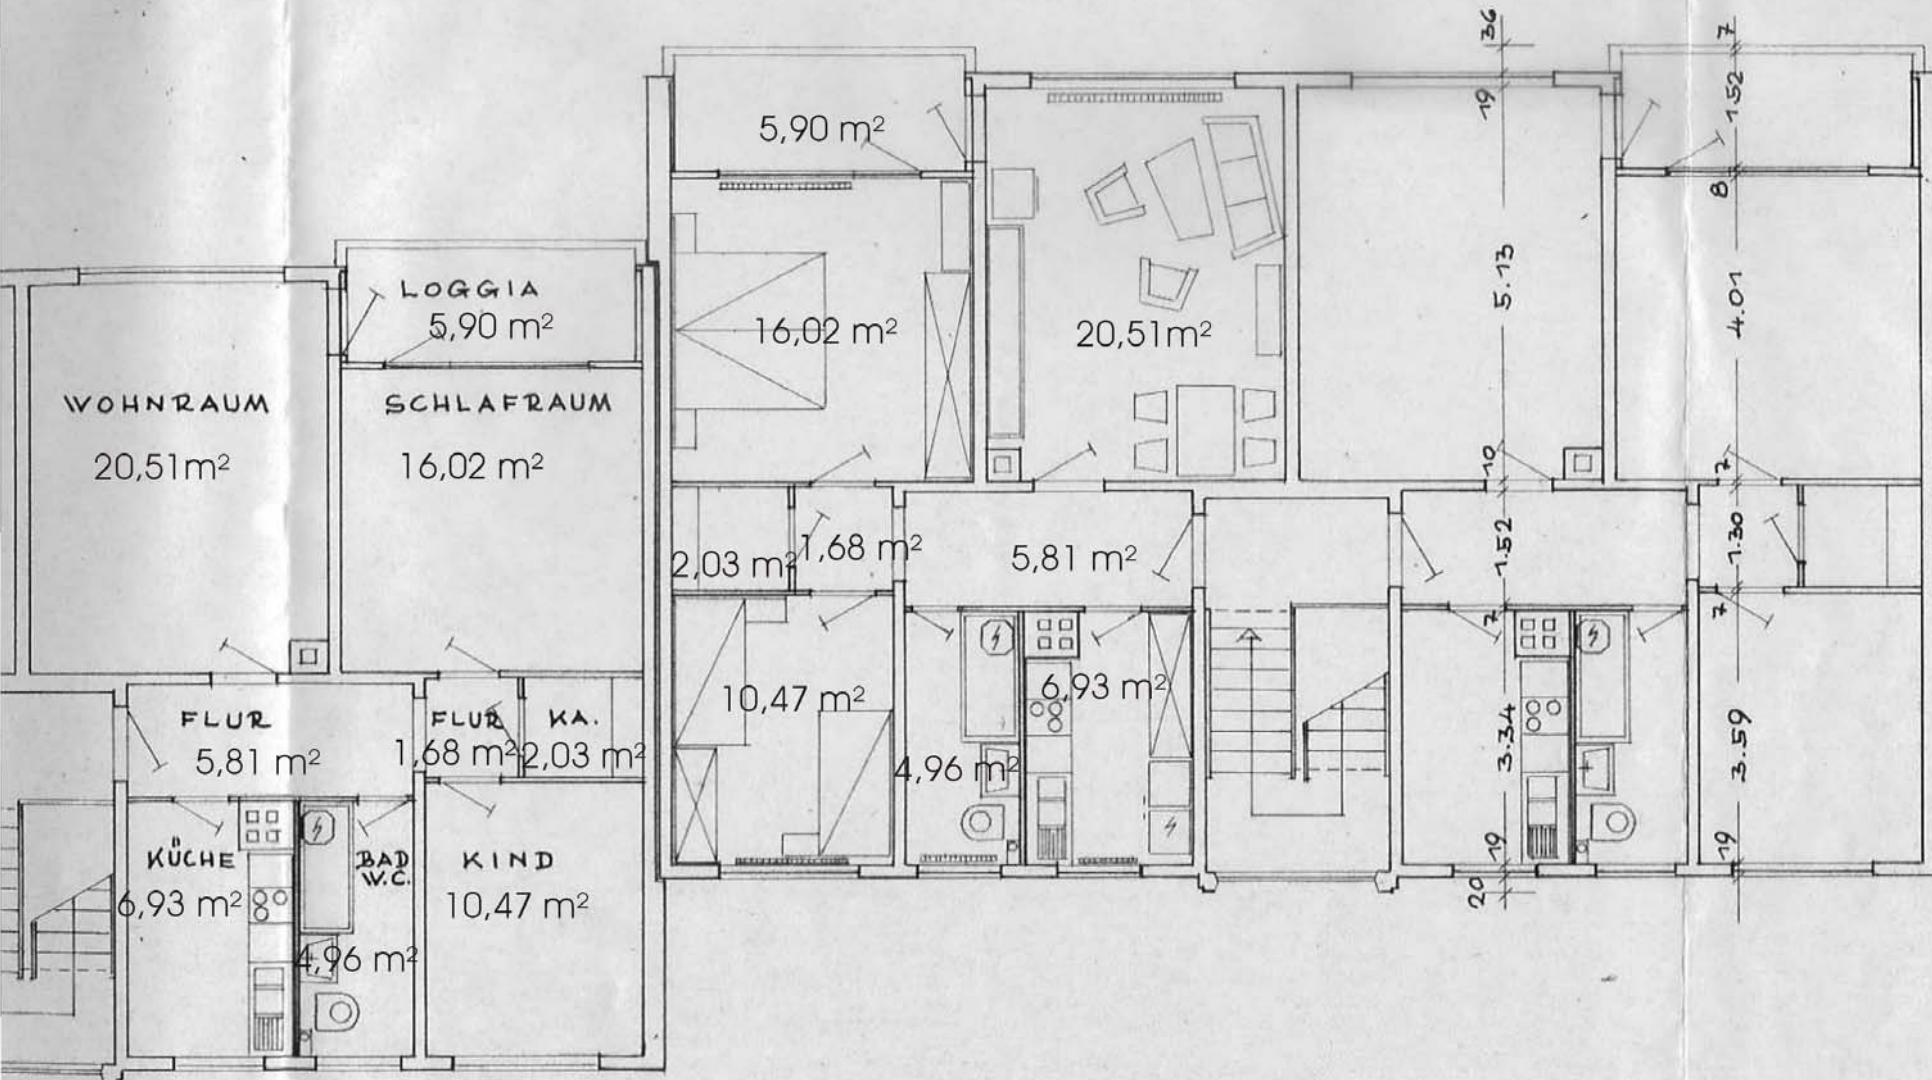 LOGGIA
5,90 m²
WOHNRAUM
20,51m²
SCHLAFRAUM
16,02 m²
FLUR
5,81 m²
FLUR
1,68 m²
KA.
2,03 m²
KÜCHE
6,93 m²
BAD
W.C.
4,96 m²
KIND
10,47 m²
5,90 m²
16,02 m²
20,51m²
2,03 m²
1,68 m²
5,81 m²
10,47 m²
4,96 m²
6,93 m²
36
19
5.13
10
1.52
7
3.34
19
20
7
1.52
8
4.01
7
1.30
7
3.59
19